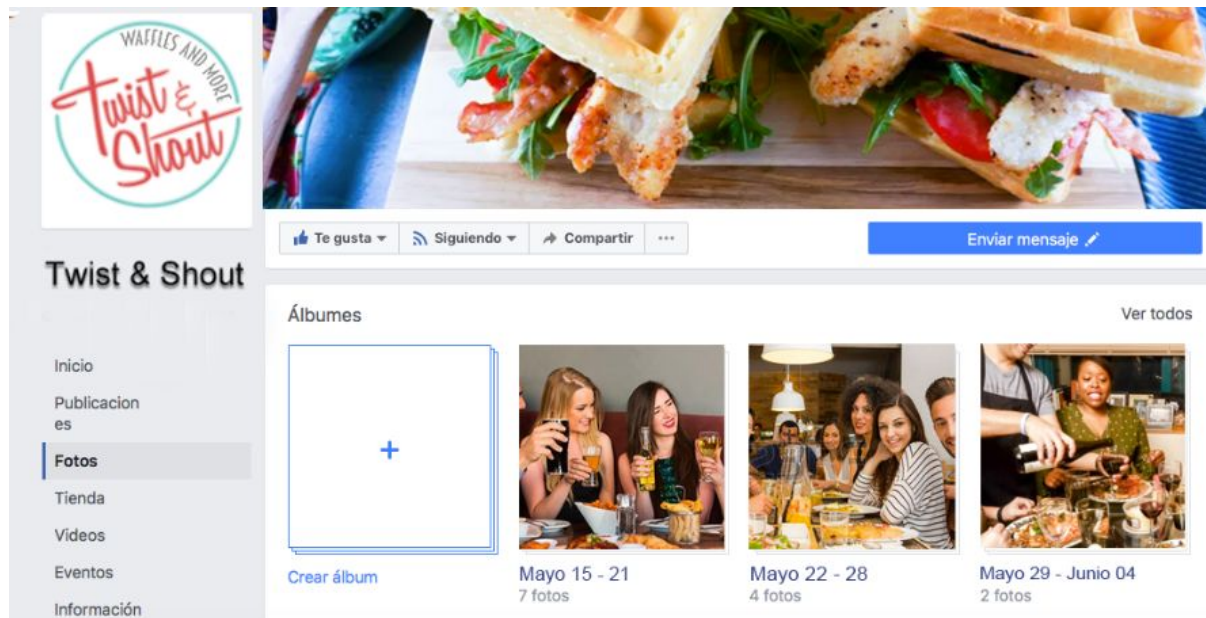 WAFFLES AND MORE
Twist &
Shout
Te gusta
Siguiendo
Compartir
Enviar mensaje
Twist & Shout
Álbumes
Ver todos
Inicio
Publicacion
es
Fotos
Tienda
Videos
Eventos
Información
Crear álbum
Mayo 15 - 21
7 fotos
Mayo 22 - 28
4 fotos
Mayo 29 - Junio 04
2 fotos